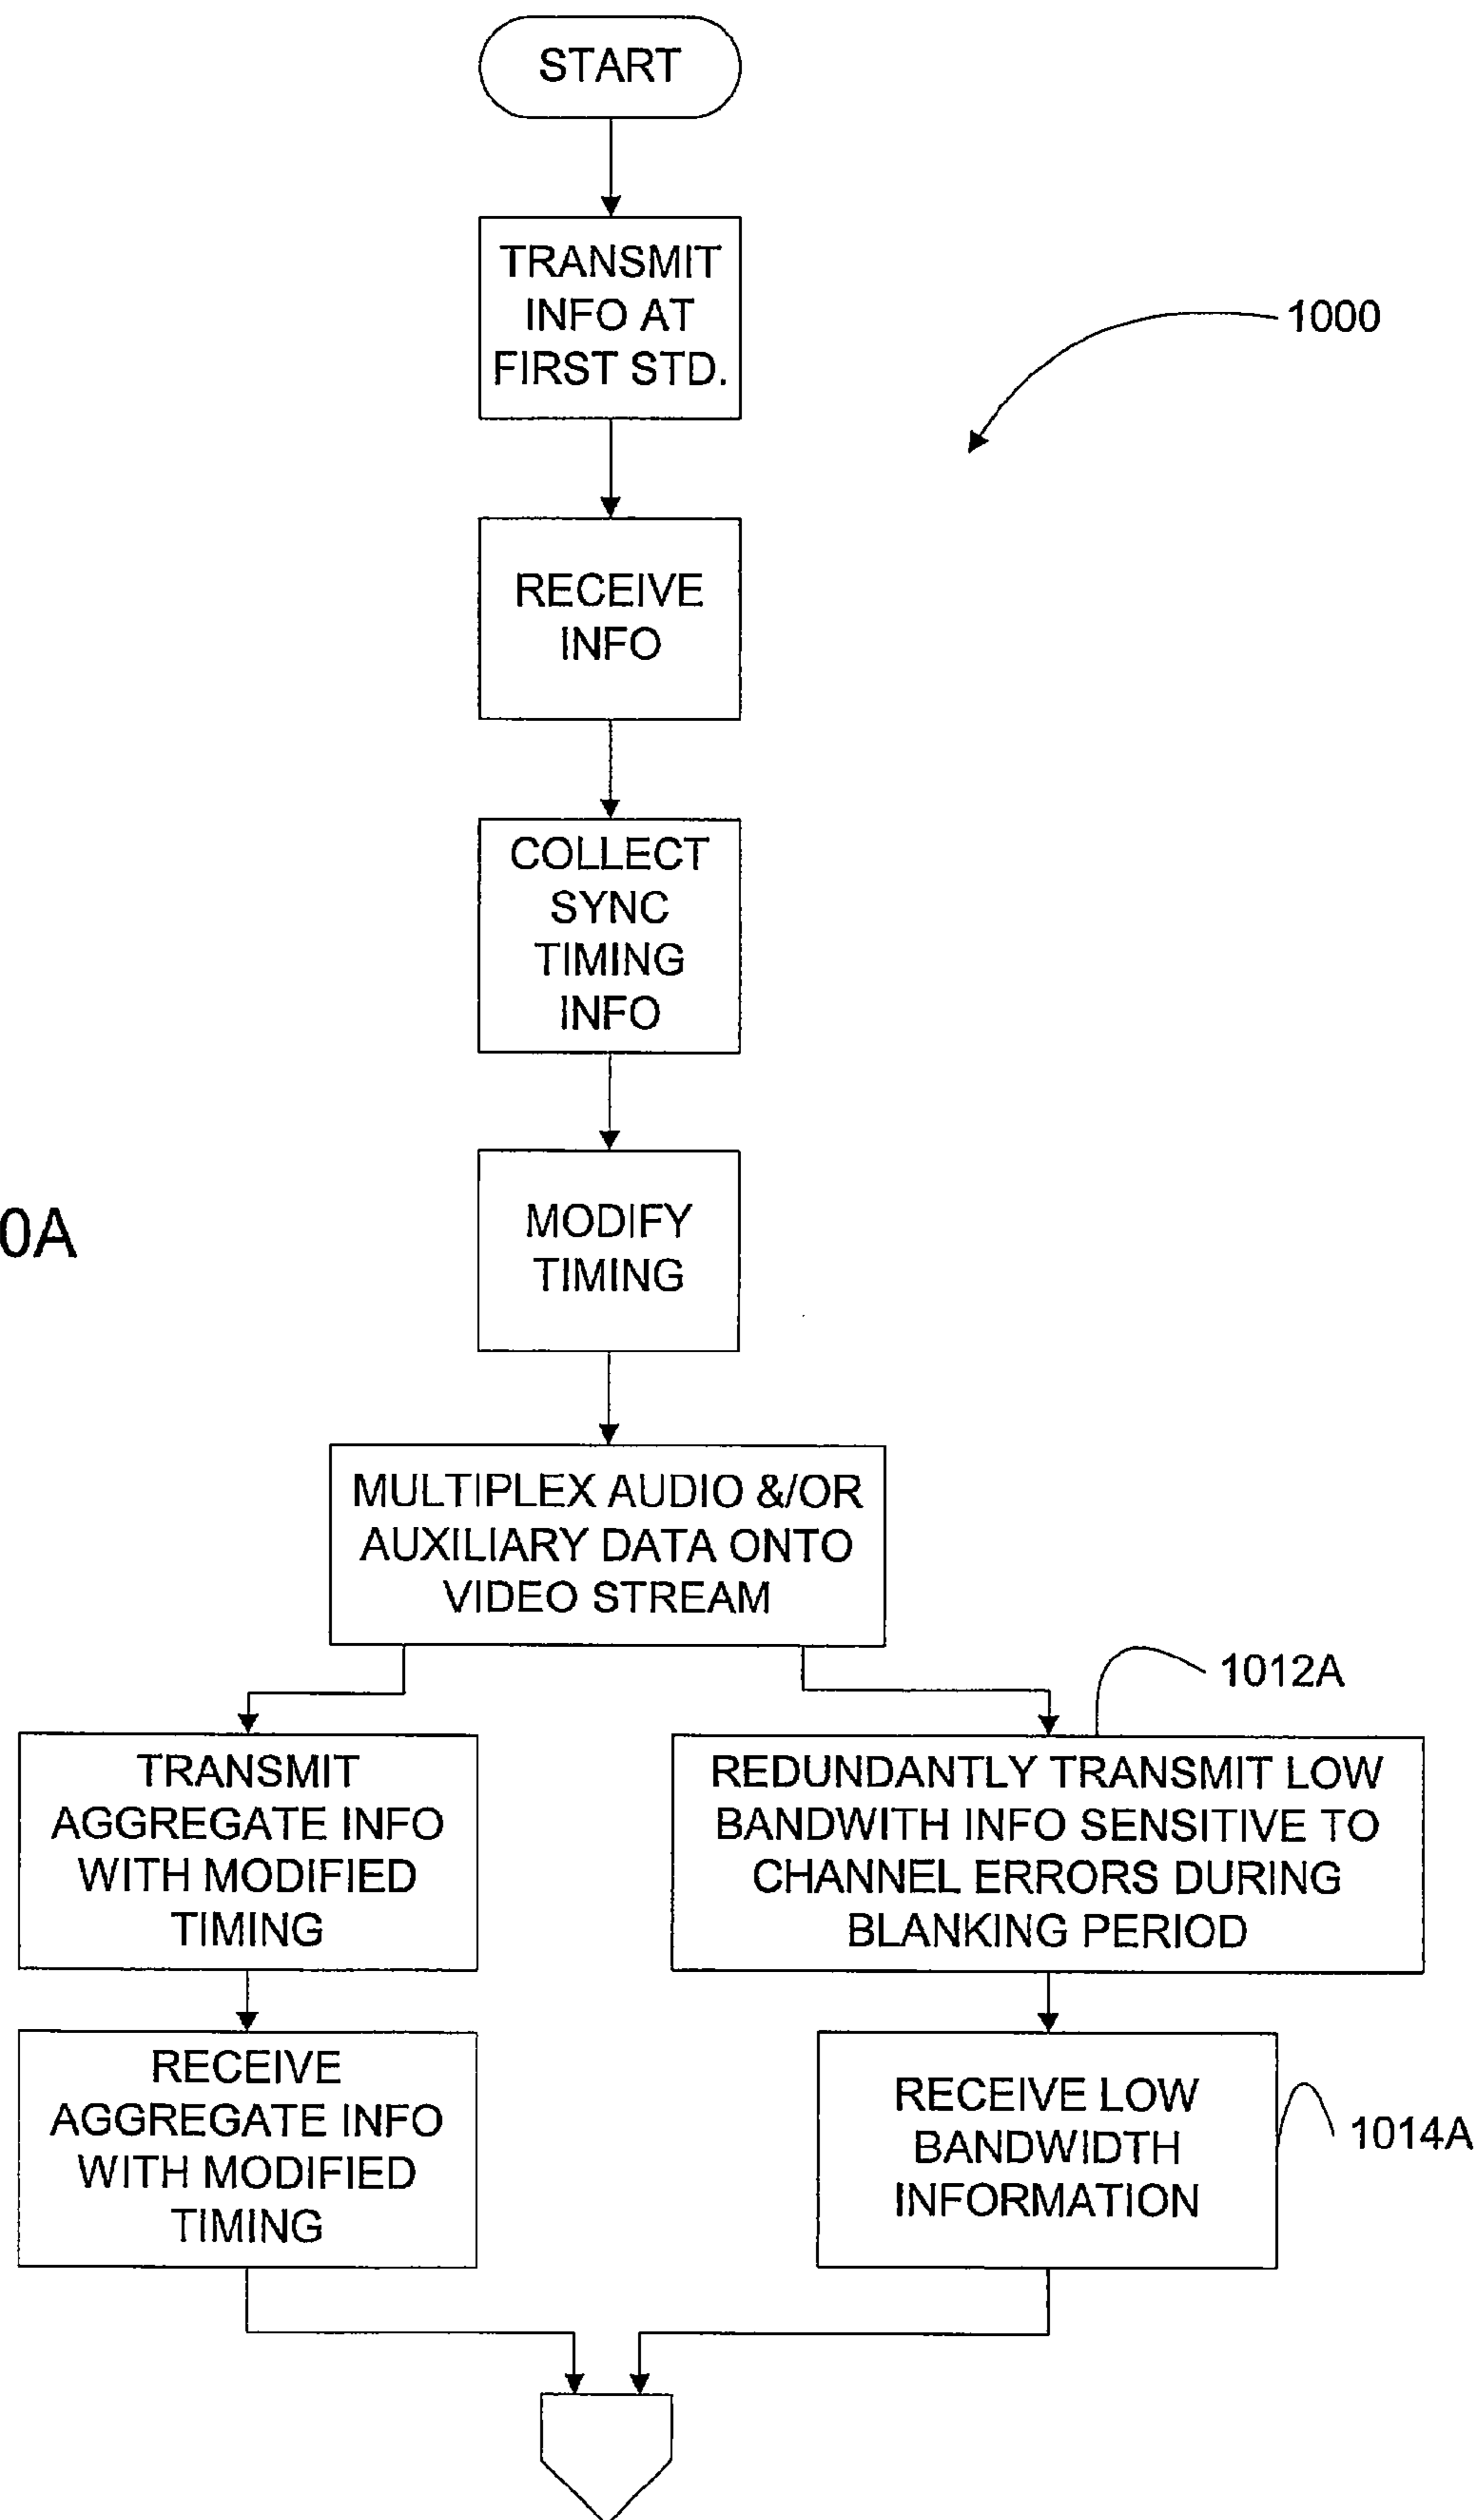 START
TRANSMIT
INFO AT
FIRST STD.
1000
RECEIVE
INFO
COLLECT
SYNC
TIMING
INFO
0A
MODIFY
TIMING
MULTIPLEX AUDIO &/OR
AUXILIARY DATA ONTO
VIDEO STREAM
1012A
TRANSMIT
AGGREGATE INFO
WITH MODIFIED
TIMING
REDUNDANTLY TRANSMIT LOW
BANDWITH INFO SENSITIVE TO
CHANNEL ERRORS DURING
BLANKING PERIOD
RECEIVE
AGGREGATE INFO
WITH MODIFIED
TIMING
RECEIVE LOW
BANDWIDTH
INFORMATION
1014A